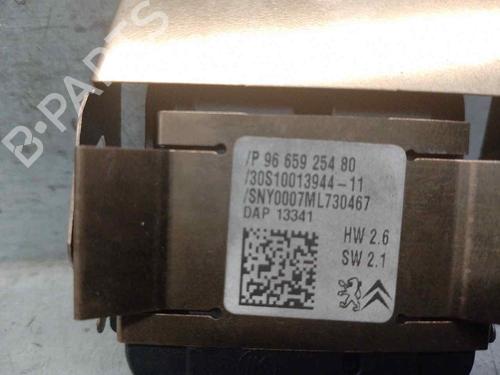 B-PARTS
/P 96 659 254 80
/30S10013944-11
/SNY0007ML730467
DAP 13341
HW 2.6
SW 2.1